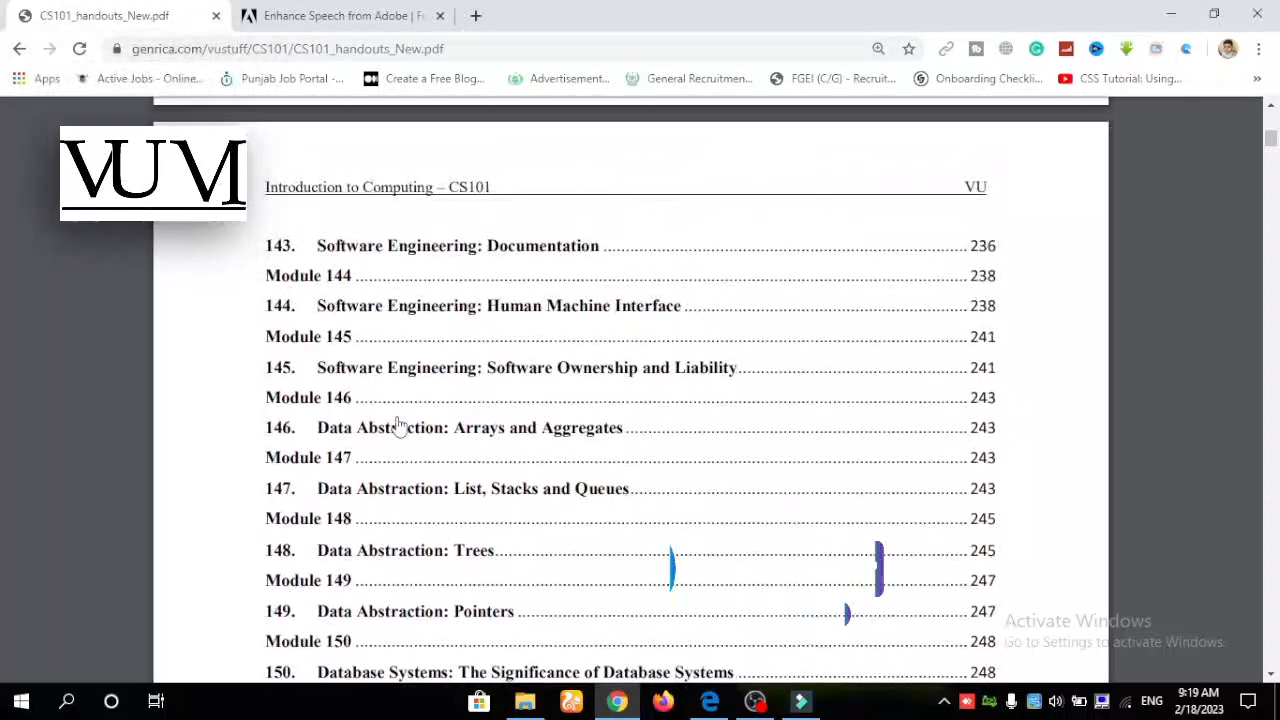 CS101_handouts_New.pdf
Enhance Speech from Adobe | F
genrica.com/vustuff/CS101/CS101_handouts_New.pdf
Apps
Active Jobs - Online...
Punjab Job Portal -...
Create a Free Blog...
Advertisement...
General Recruitmen...
FGEI (C/G) - Recruit...
Onboarding Checkli...
CSS Tutorial: Using...
»
VUM
Introduction to Computing – CS101 VU
143. Software Engineering: Documentation 236
Module 144 238
144. Software Engineering: Human Machine Interface 238
Module 145 241
145. Software Engineering: Software Ownership and Liability 241
Module 146 243
146. Data Abstraction: Arrays and Aggregates 243
Module 147 243
147. Data Abstraction: List, Stacks and Queues 243
Module 148 245
148. Data Abstraction: Trees 245
Module 149 247
149. Data Abstraction: Pointers 247
Module 150 248
150. Database Systems: The Significance of Database Systems 248
Activate Windows
Go to Settings to activate Windows.
ENG
9:19 AM
2/18/2023